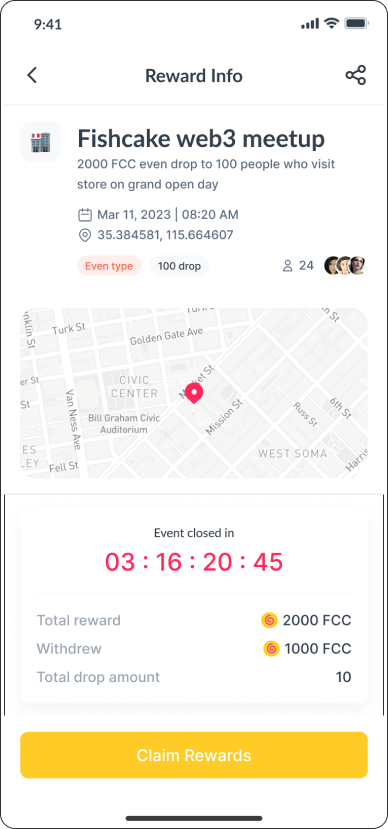 9:41
Reward Info
Fishcake web3 meetup
2000 FCC even drop to 100 people who visit
store on grand open day
Mar 11, 2023 | 08:20 AM
35.384581, 115.664607
Even type
100 drop
24
Turk St
Golden Gate Ave
Market St
6th St
er St
CIVIC
CENTER
St
Van Ness Ave
Bill Graham Civic
Auditorium
Mission St
Russ St
ES
LEY
Fell St
WEST SOMA
Harris
Event closed in
03 : 16 : 20 : 45
Total reward 2000 FCC
Withdrew 1000 FCC
Total drop amount 10
Claim Rewards